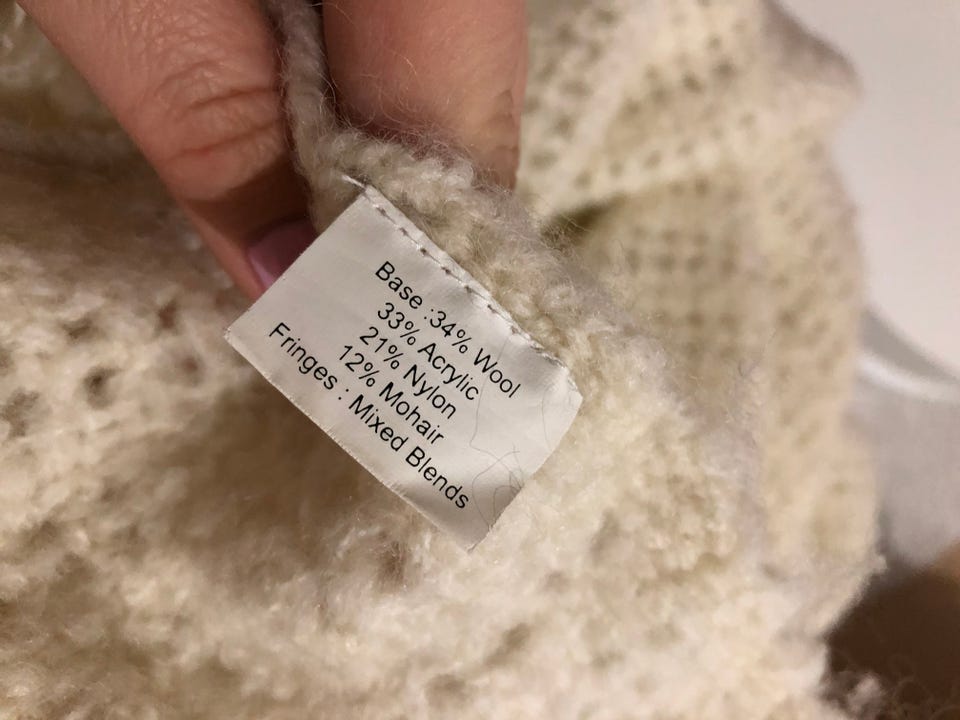 Base :34% Wool
33% Acrylic
21% Nylon
12% Mohair
Fringes : Mixed Blends